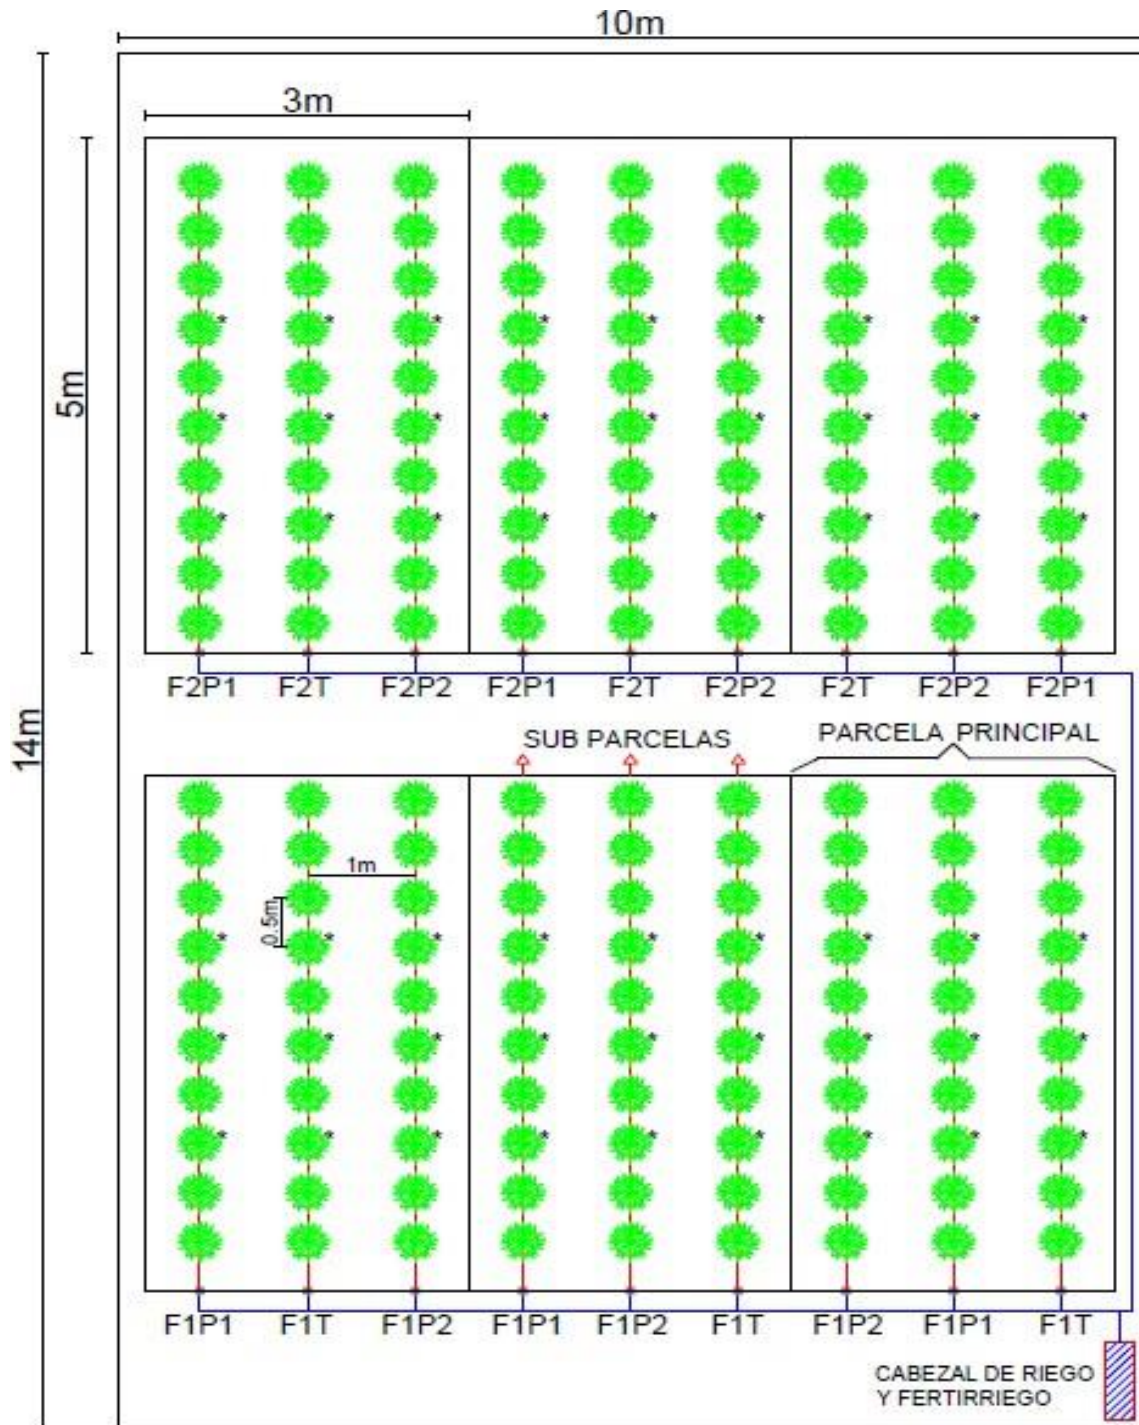 10m
3m
5m
14m
F2P1 F2T F2P2 F2P1 F2T F2P2 F2T F2P2 F2P1
SUB PARCELAS
PARCELA PRINCIPAL
1m
0.5m
F1P1 F1T F1P2 F1P1 F1P2 F1T F1P2 F1P1 F1T
CABEZAL DE RIEGO
Y FERTIRRIEGO